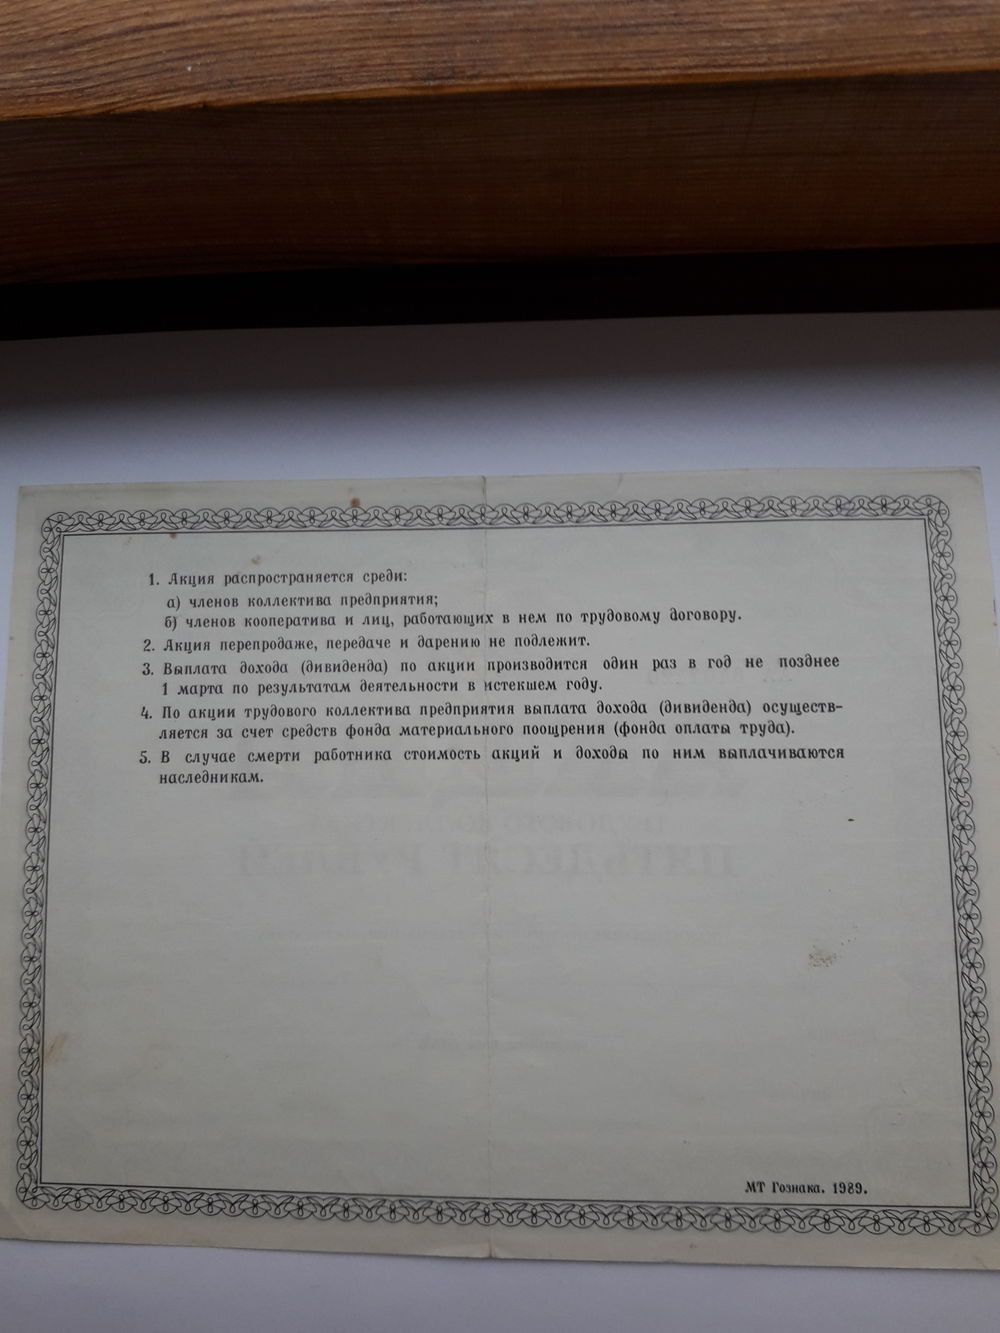 1. Акция распространяется среди:
а) членов коллектива предприятия;
б) членов кооператива и лиц, работающих в нем по трудовому договору.
2. Акция перепродаже, передаче и дарению не подлежит.
3. Выплата дохода (дивиденда) по акции производится один раз в год не позднее
1 марта по результатам деятельности в истекшем году.
4. По акции трудового коллектива предприятия выплата дохода (дивиденда) осуществ-
ляется за счет средств фонда материального поощрения (фонда оплаты труда).
5. В случае смерти работника стоимость акций и доходы по ним выплачиваются
наследникам.
ПЯТЬДЕСЯТ РУБЛЕЙ
МТ Гознака. 1989.